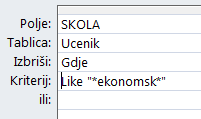 Polje: SKOLA
Tablica: Ucenik
Izbriši: Gdje
Kriterij: Like "*ekonomsk*"
ili: